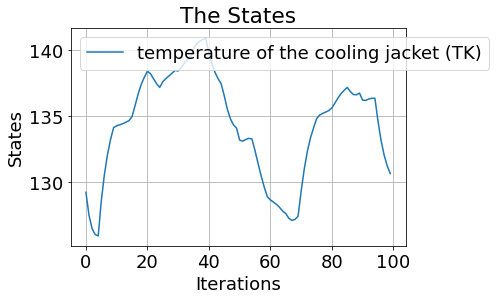 The States
temperature of the cooling jacket (TK)
States
140
135
130
0 20 40 60 80 100
Iterations